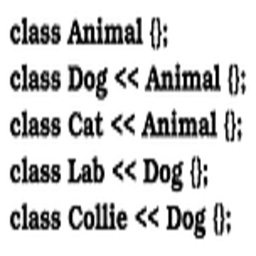 class Animal {};
class Dog << Animal {};
class Cat << Animal {};
class Lab << Dog {};
class Collie << Dog {};